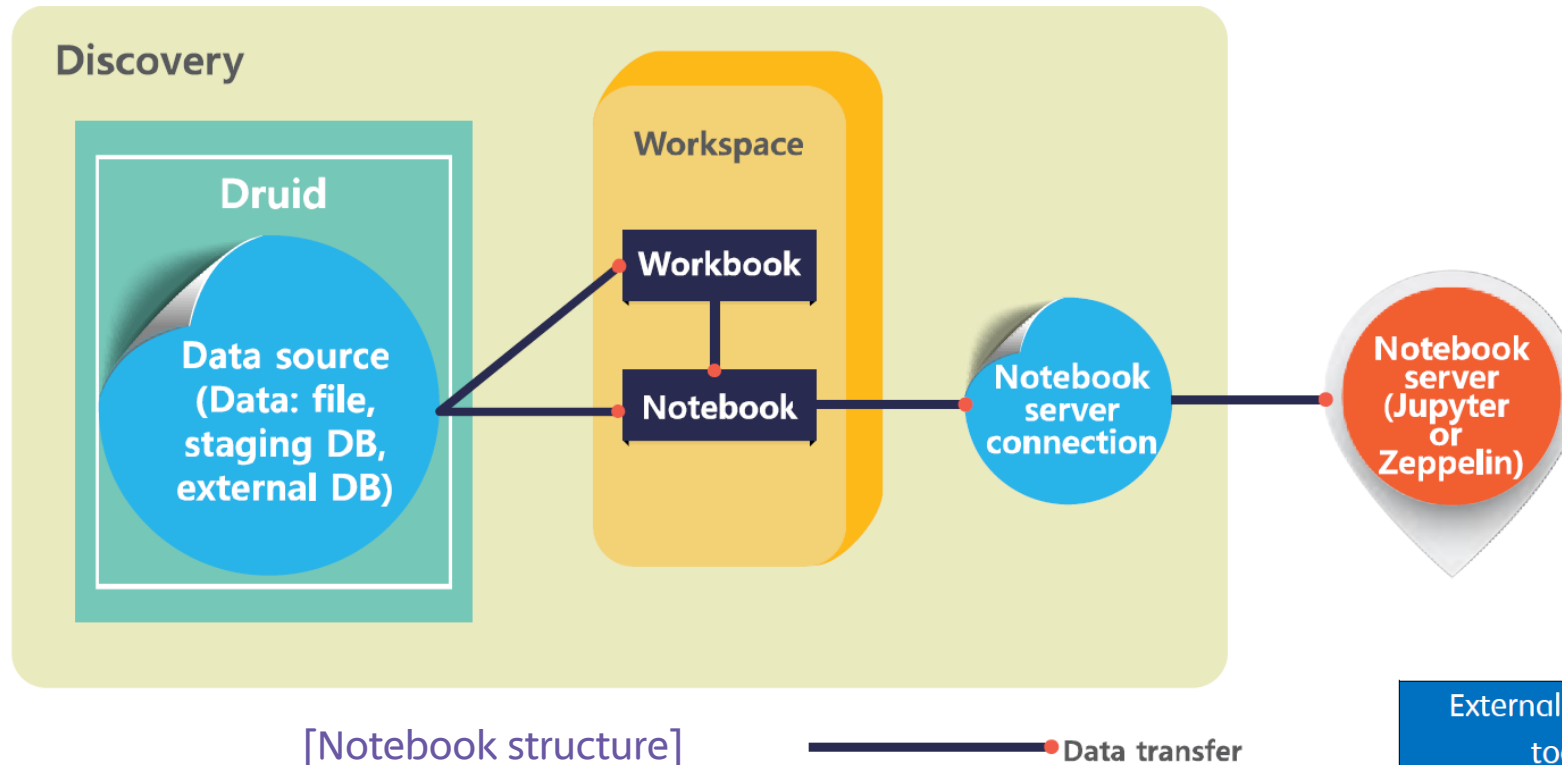 Discovery
Druid
Data source
(Data: file,
staging DB,
external DB)
Workspace
Workbook
Notebook
Notebook
server
connection
Notebook
server
(Jupyter
or
Zeppelin)
[Notebook structure]
Data transfer
External